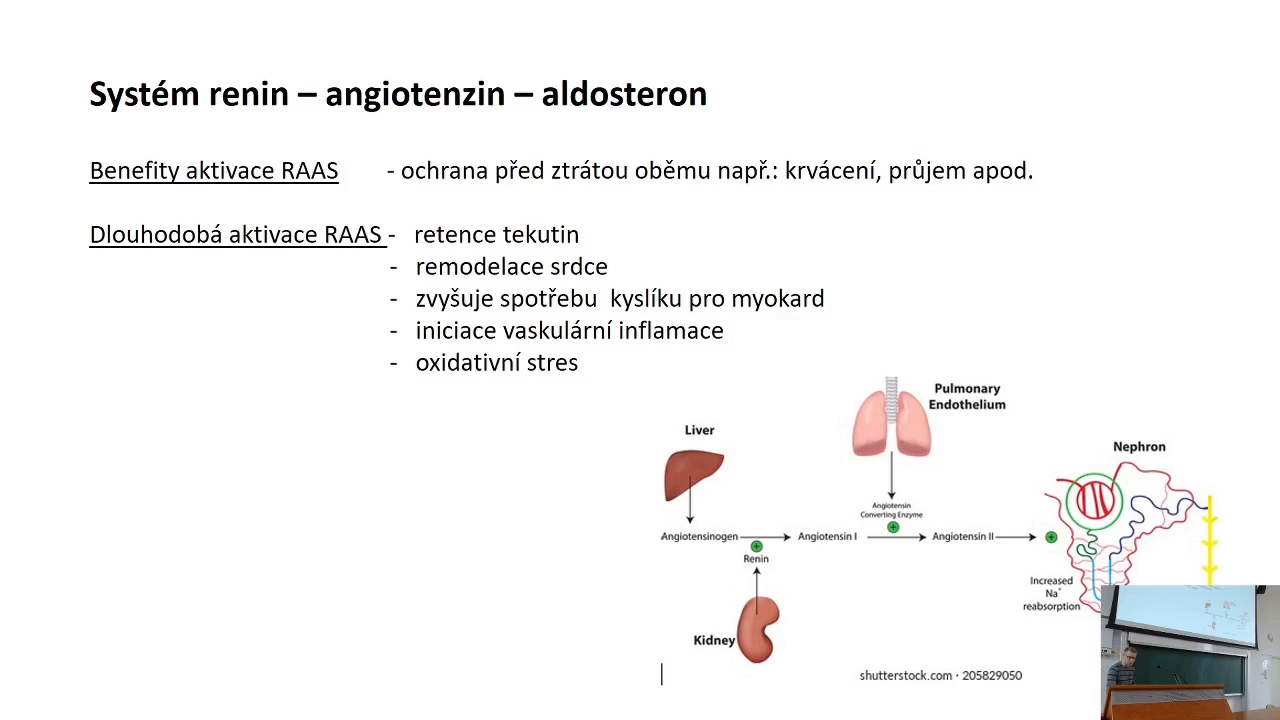 Systém renin – angiotenzin – aldosteron
Benefity aktivace RAAS - ochrana před ztrátou oběmu např.: krvácení, průjem apod.
Dlouhodobá aktivace RAAS - retence tekutin
- remodelace srdce
- zvyšuje spotřebu kyslíku pro myokard
- iniciace vaskulární inflamace
- oxidativní stres
Pulmonary
Endothelium
Liver
Nephron
Angiotensin
Converting Enzyme
Angiotensinogen
Angiotensin I
Angiotensin II
Renin
Increased
Na+
reabsorption
Kidney
shutterstock.com · 205829050